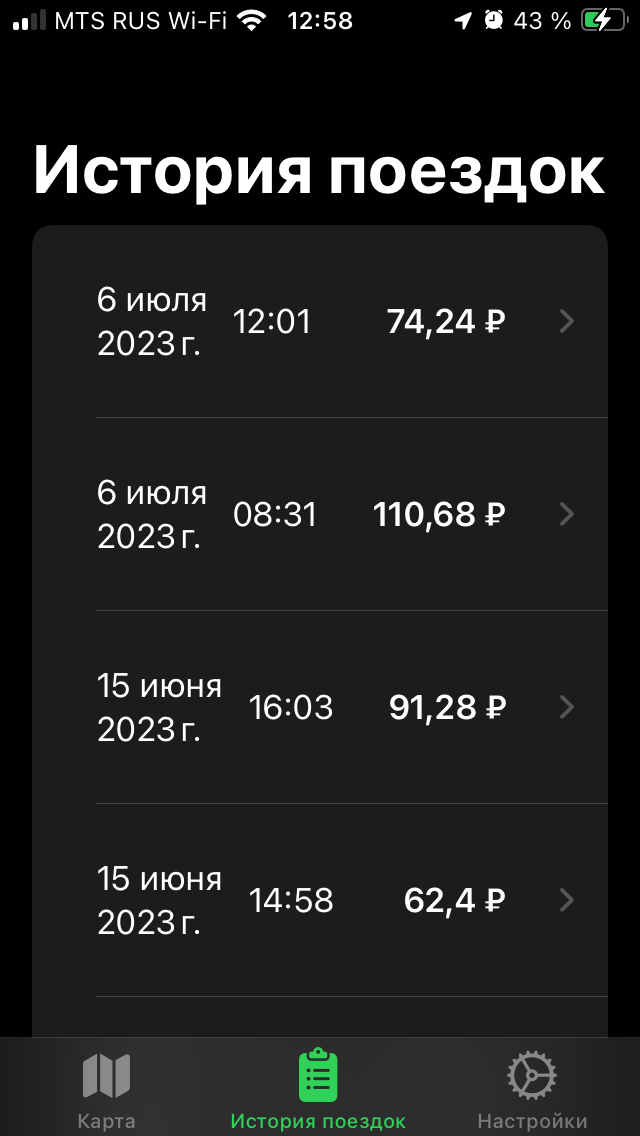 MTS RUS Wi-Fi 12:58 43 %
История поездок
6 июля
2023 г.
12:01
74,24 ₽
6 июля
2023 г.
08:31
110,68 ₽
15 июня
2023 г.
16:03
91,28 ₽
15 июня
2023 г.
14:58
62,4 ₽
Карта
История поездок
Настройки